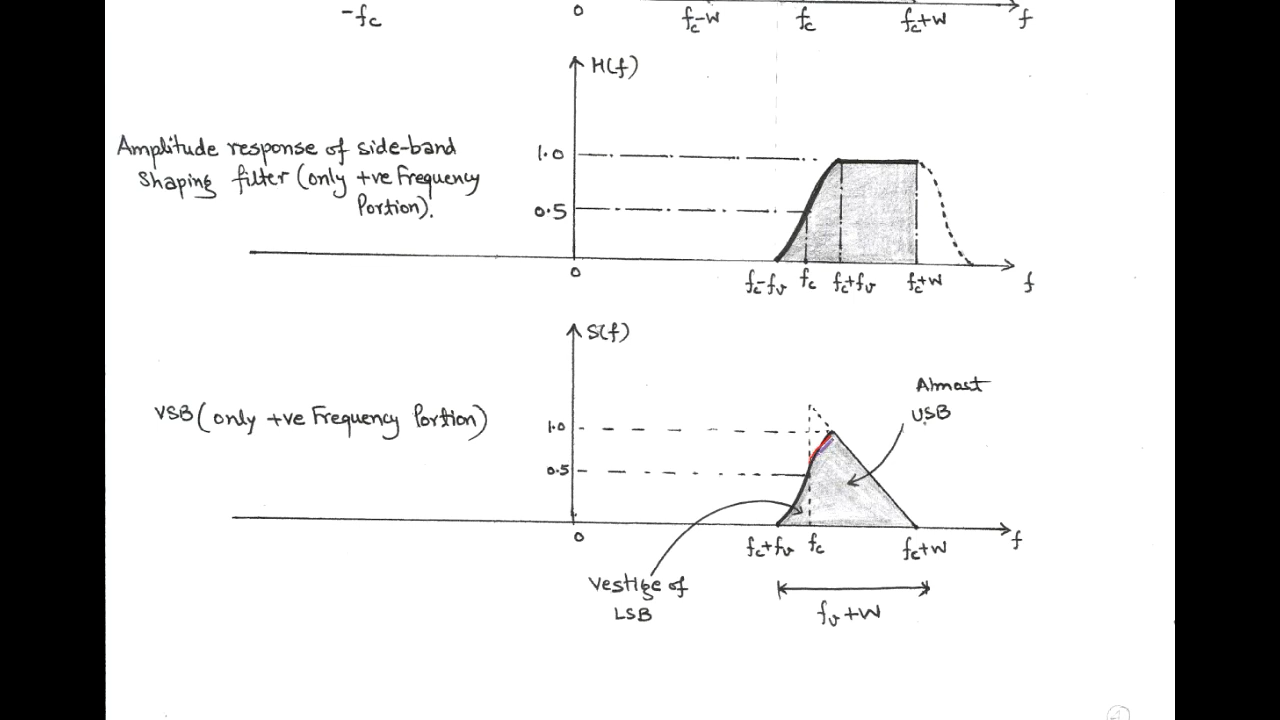 -fc 0 fc-W fc fc+W f
H(f)
Amplitude response of side-band
shaping filter (only +ve Frequency
Portion).
1.0
0.5
0 fc-fv fc fc+fv fc+W f
S(f)
Almost
USB
VSB (only +ve Frequency Portion)
1.0
0.5
0 fc+fv fc fc+W f
Vestige of
LSB
fv+W